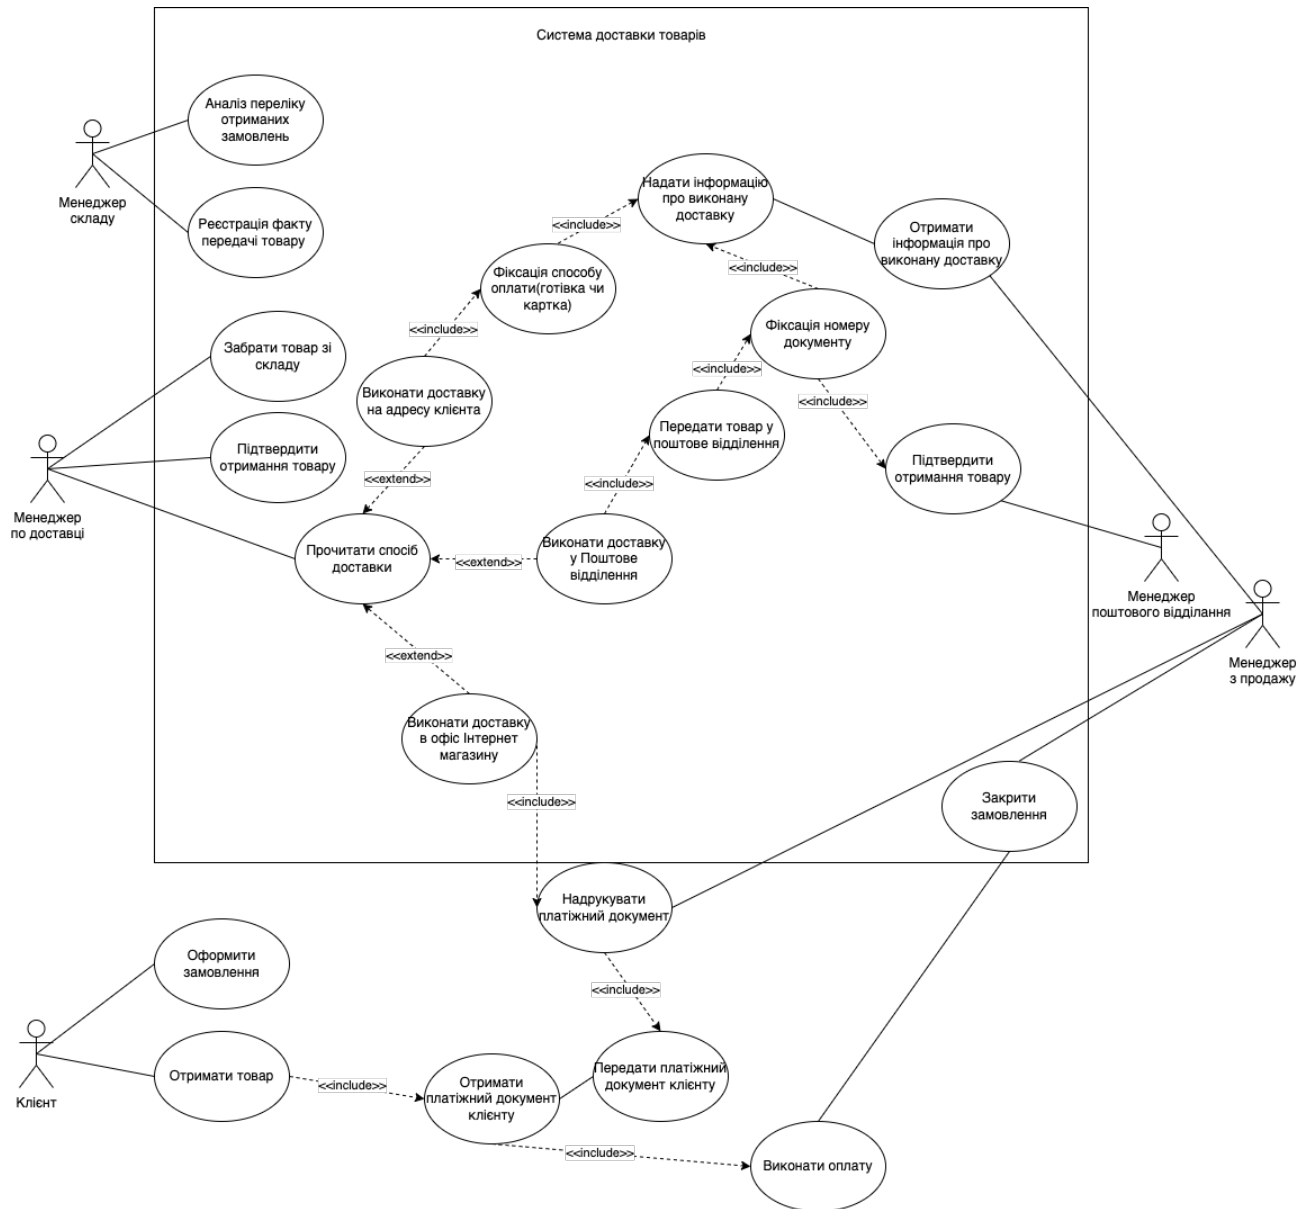 Система доставки товарів
Аналіз переліку
отриманих
замовлень
Менеджер
складу
Реєстрація факту
передачі товару
Надати інформацію
про виконану
доставку
<<include>>
Отримати
інформація про
виконану доставку
Фіксація способу
оплати(готівка чи
картка)
<<include>>
<<include>>
Фіксація номеру
документу
Забрати товар зі
складу
<<include>>
Виконати доставку
на адресу клієнта
<<include>>
Передати товар у
поштове відділення
Підтвердити
отримання товару
Підтвердити
отримання товару
<<extend>>
<<include>>
Менеджер
по доставці
Прочитати спосіб
доставки
<<extend>>
Виконати доставку
у Поштове
відділення
Менеджер
поштового відділання
<<extend>>
Менеджер
з продажу
Виконати доставку
в офіс Інтернет
магазину
<<include>>
Закрити
замовлення
Надрукувати
платіжний документ
Оформити
замовлення
<<include>>
Клієнт
Отримати товар
<<include>>
Отримати
платіжний документ
клієнту
Передати платіжний
документ клієнту
<<include>>
Виконати оплату